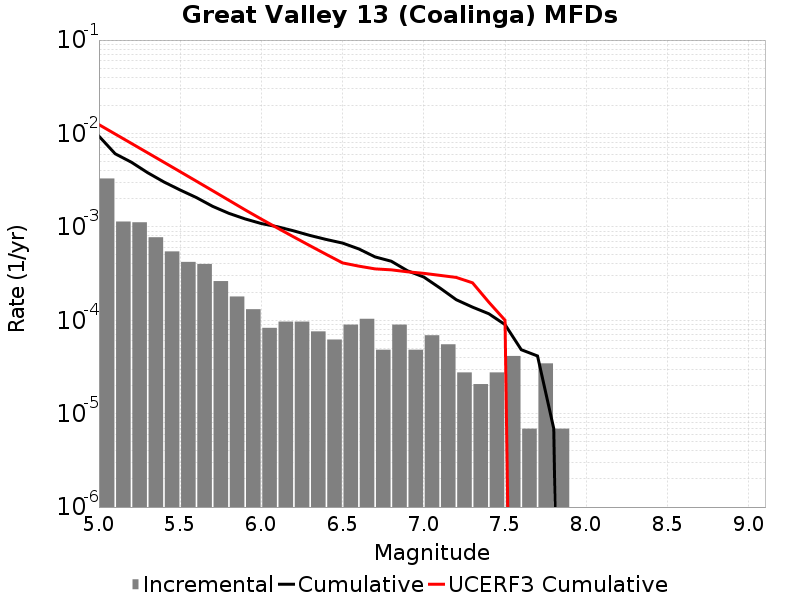 Great Valley 13 (Coalinga) MFDs
Rate (1/yr)
10^-1
10^-2
10^-3
10^-4
10^-5
10^-6
5.0 5.5 6.0 6.5 7.0 7.5 8.0 8.5 9.0
Magnitude
Incremental Cumulative UCERF3 Cumulative